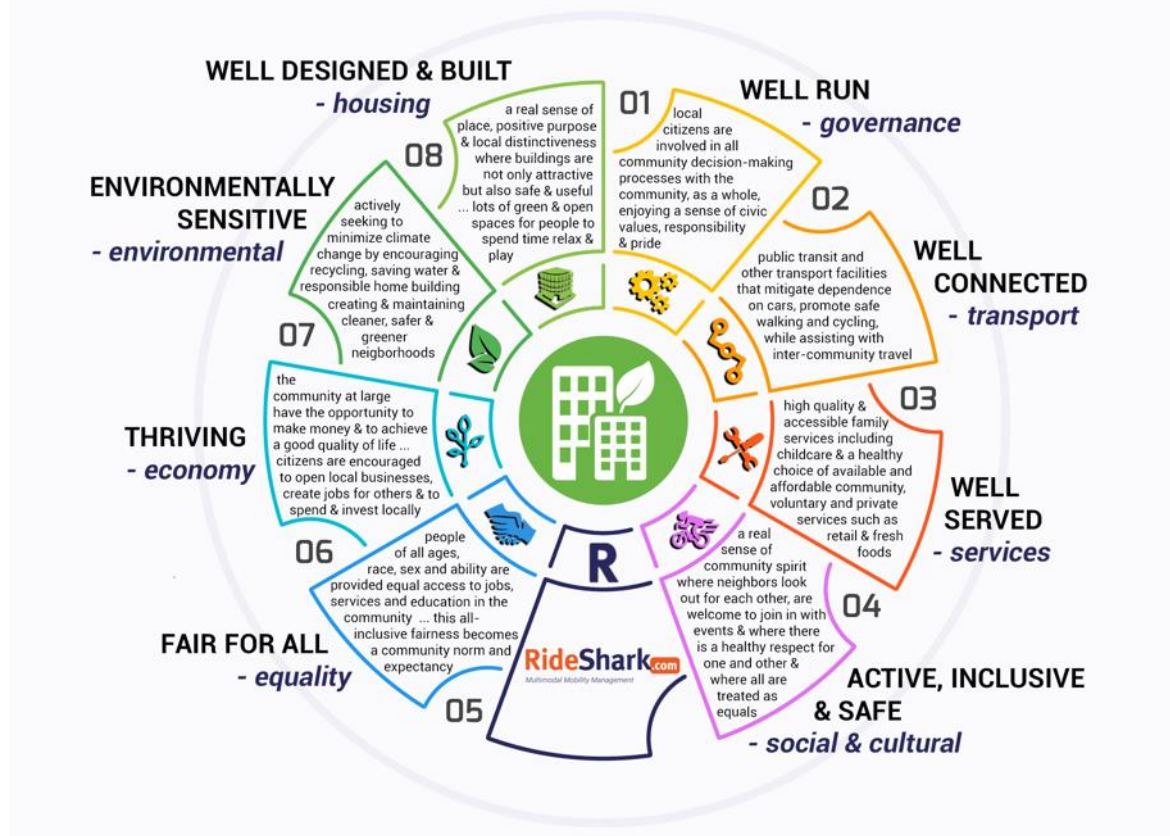 01
WELL RUN
- governance
local
citizens are
involved in all
community decision-making
processes with the
community, as a whole,
enjoying a sense of civic
values, responsibility
& pride
02
WELL
CONNECTED
- transport
public transit and
other transport facilities
that mitigate dependence
on cars, promote safe
walking and cycling,
while assisting with
inter-community travel
03
WELL
SERVED
- services
high quality &
accessible family
services including
childcare & a healthy
choice of available and
affordable community,
voluntary and private
services such as
retail & fresh
foods
04
ACTIVE, INCLUSIVE
& SAFE
- social & cultural
a real
sense of
community spirit
where neighbors look
out for each other, are
welcome to join in with
events & where there
is a healthy respect for
one and other &
where all are
treated as
equals
R
RideShark.com
Multimodal Mobility Management
05
FAIR FOR ALL
- equality
people
of all ages,
race, sex and ability are
provided equal access to jobs,
services and education in the
community ... this all-
inclusive fairness becomes
a community norm and
expectancy
06
THRIVING
- economy
the
community at large
have the opportunity to
make money & to achieve
a good quality of life ...
citizens are encouraged
to open local businesses,
create jobs for others & to
spend & invest locally
07
ENVIRONMENTALLY
SENSITIVE
- environmental
actively
seeking to
minimize climate
change by encouraging
recycling, saving water &
responsible home building
creating & maintaining
cleaner, safer &
greener
neigborhoods
08
WELL DESIGNED & BUILT
- housing
a real sense of
place, positive purpose
& local distinctiveness
where buildings are
not only attractive
but also safe & useful
... lots of green & open
spaces for people to
spend time relax &
play